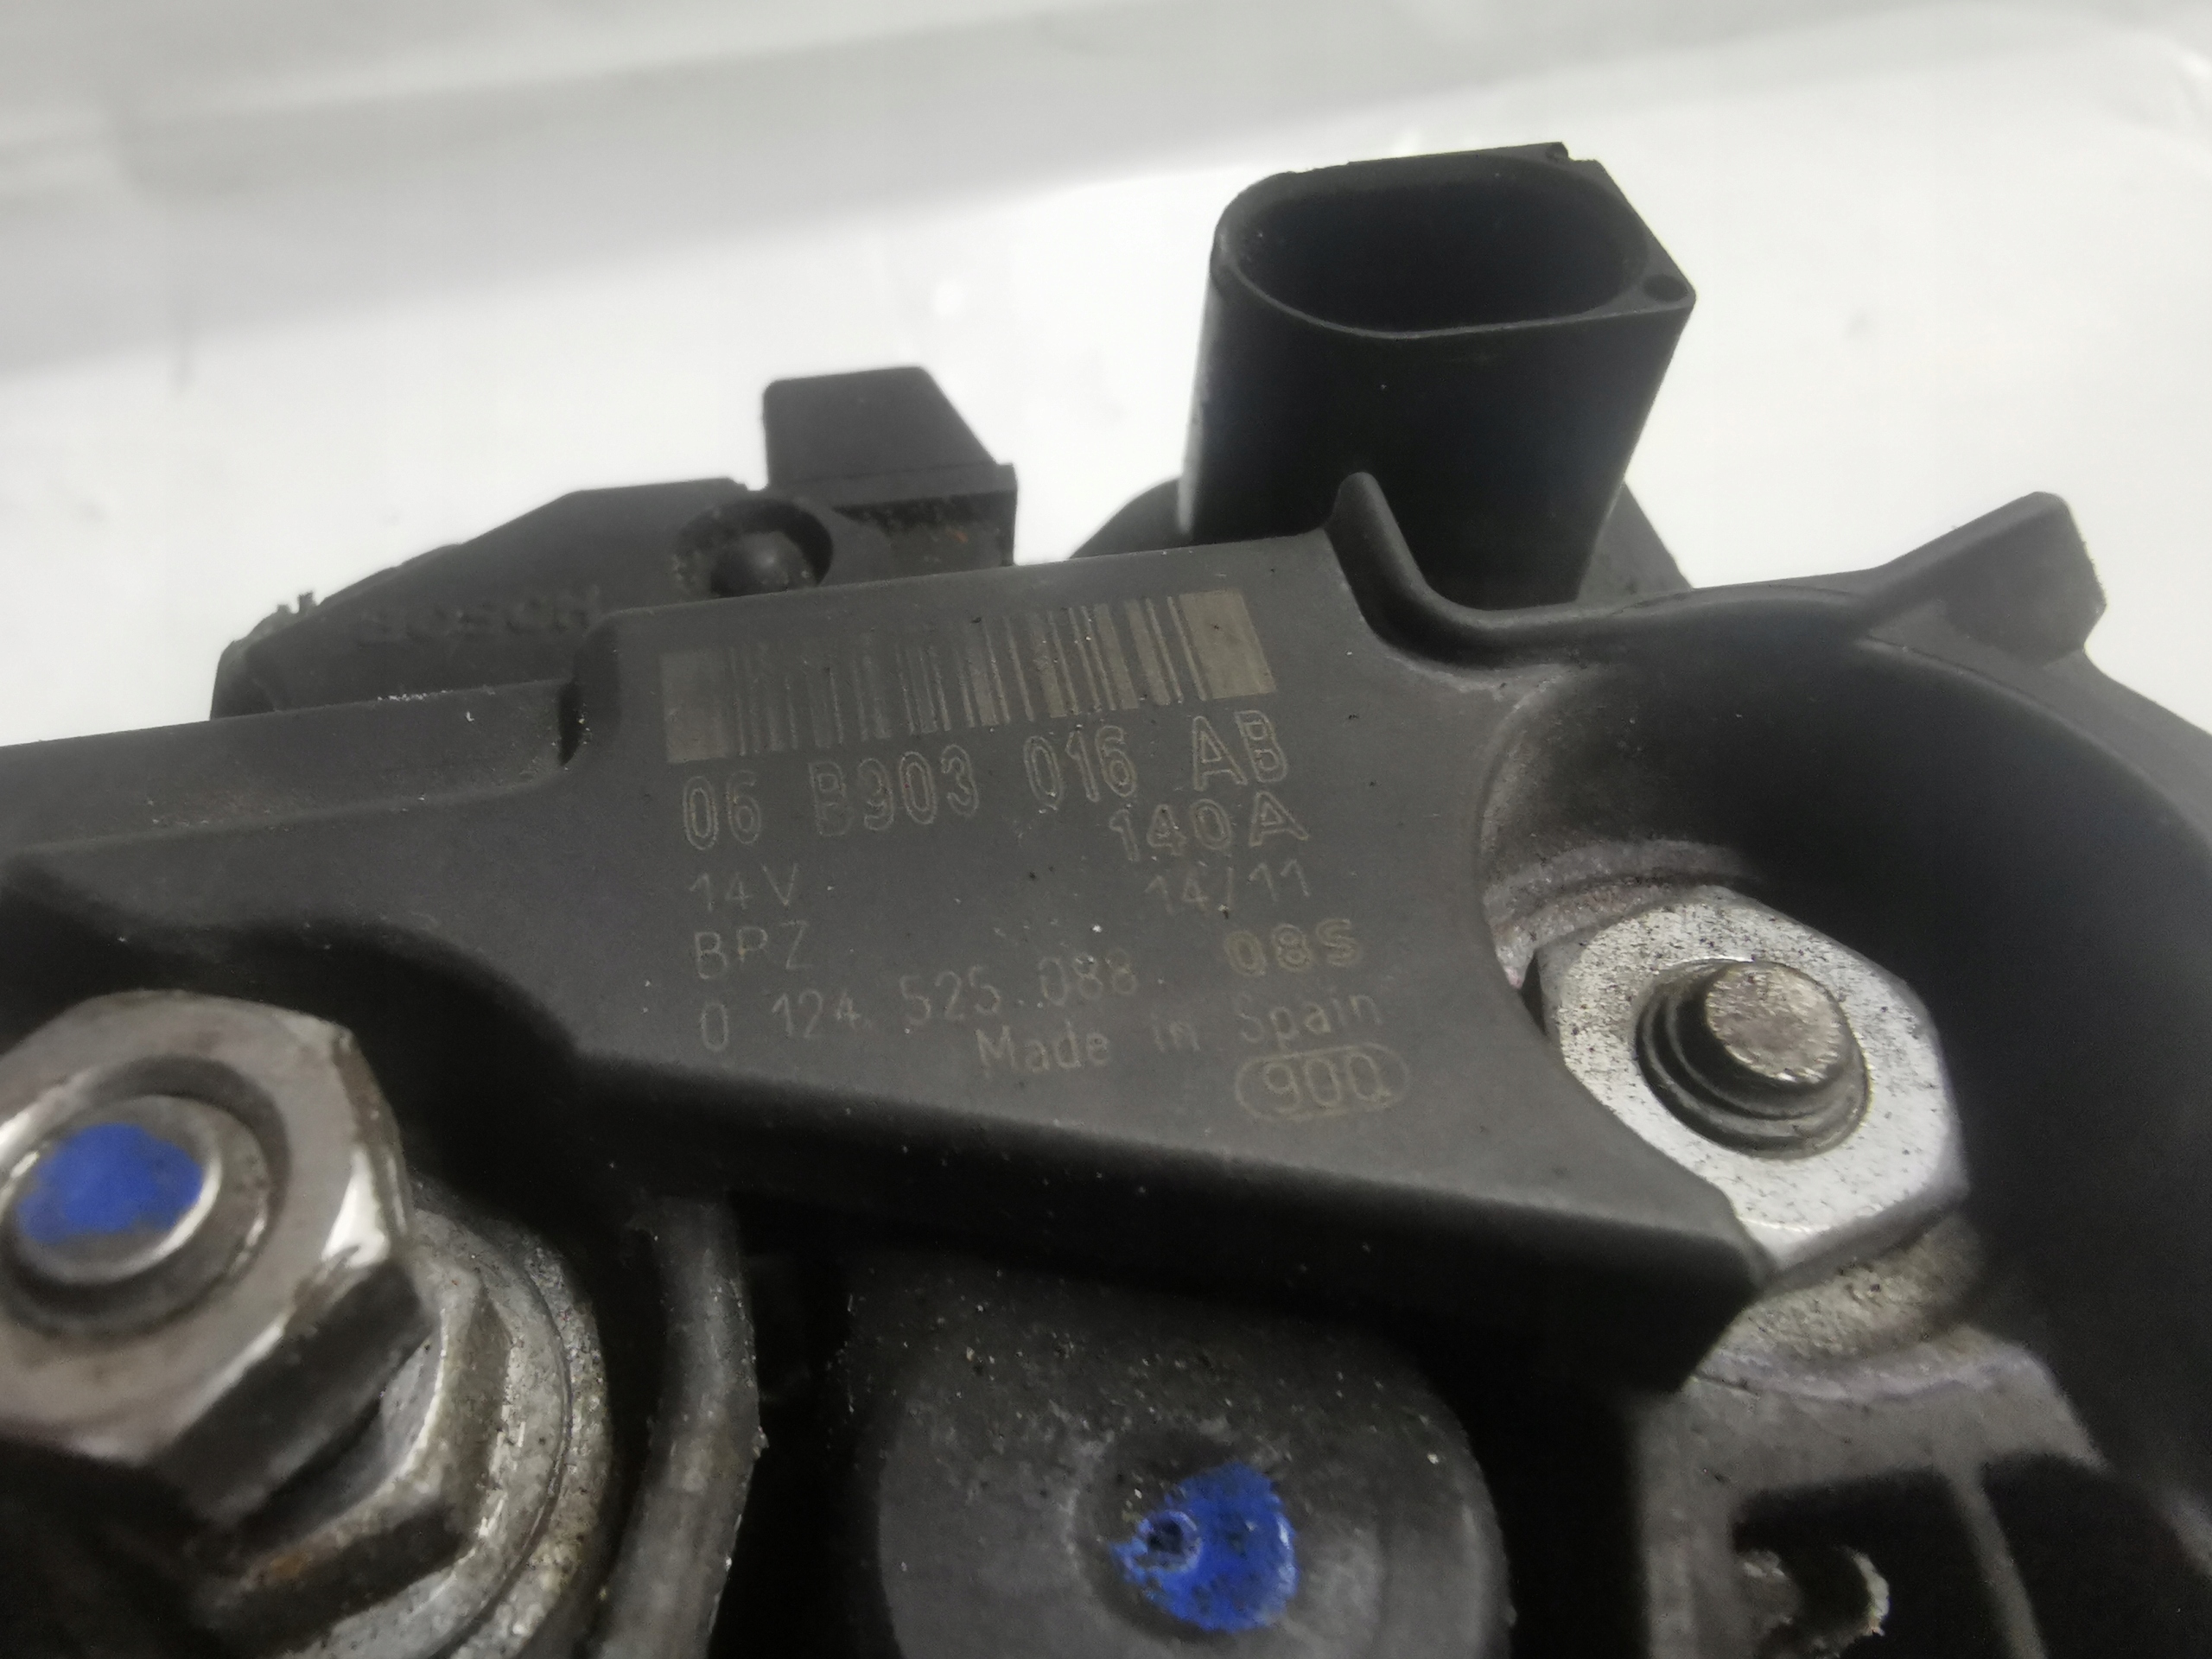 06 B903 016 AB
140A
14V 14/11
BPZ
0 124 525 088 08S
Made in Spain
900